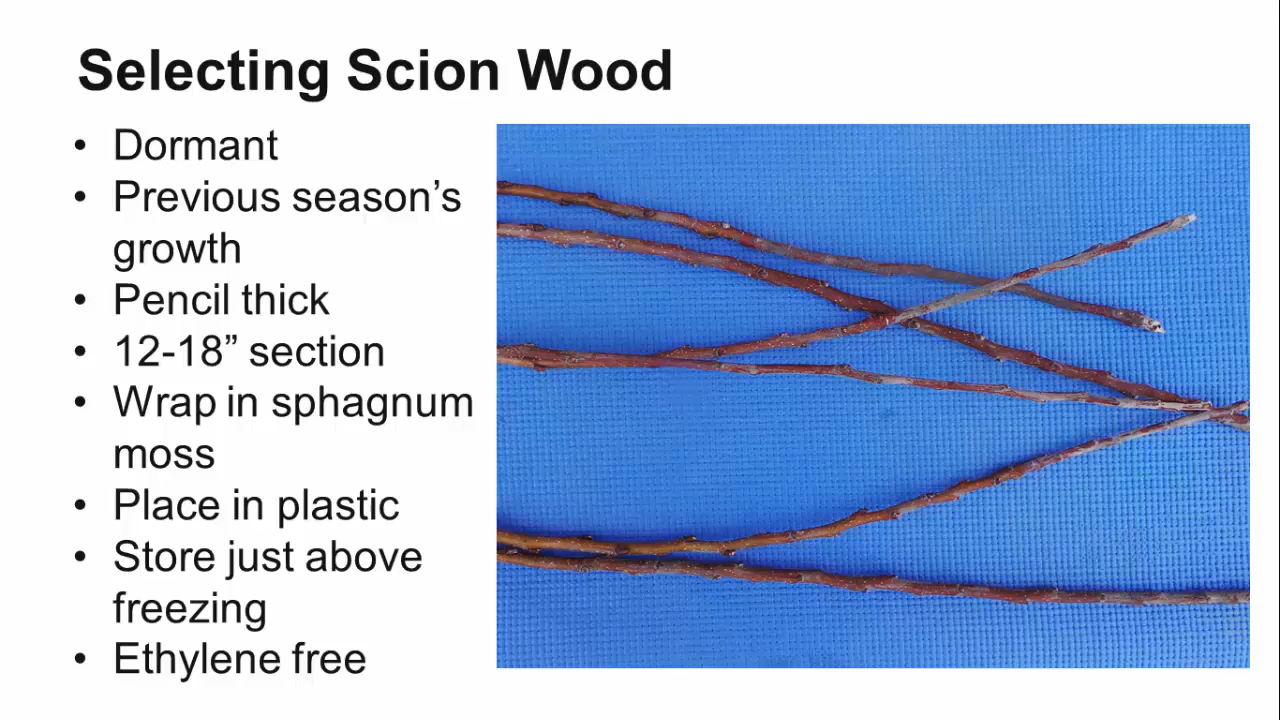 Selecting Scion Wood
• Dormant
• Previous season’s
growth
• Pencil thick
• 12-18” section
• Wrap in sphagnum
moss
• Place in plastic
• Store just above
freezing
• Ethylene free